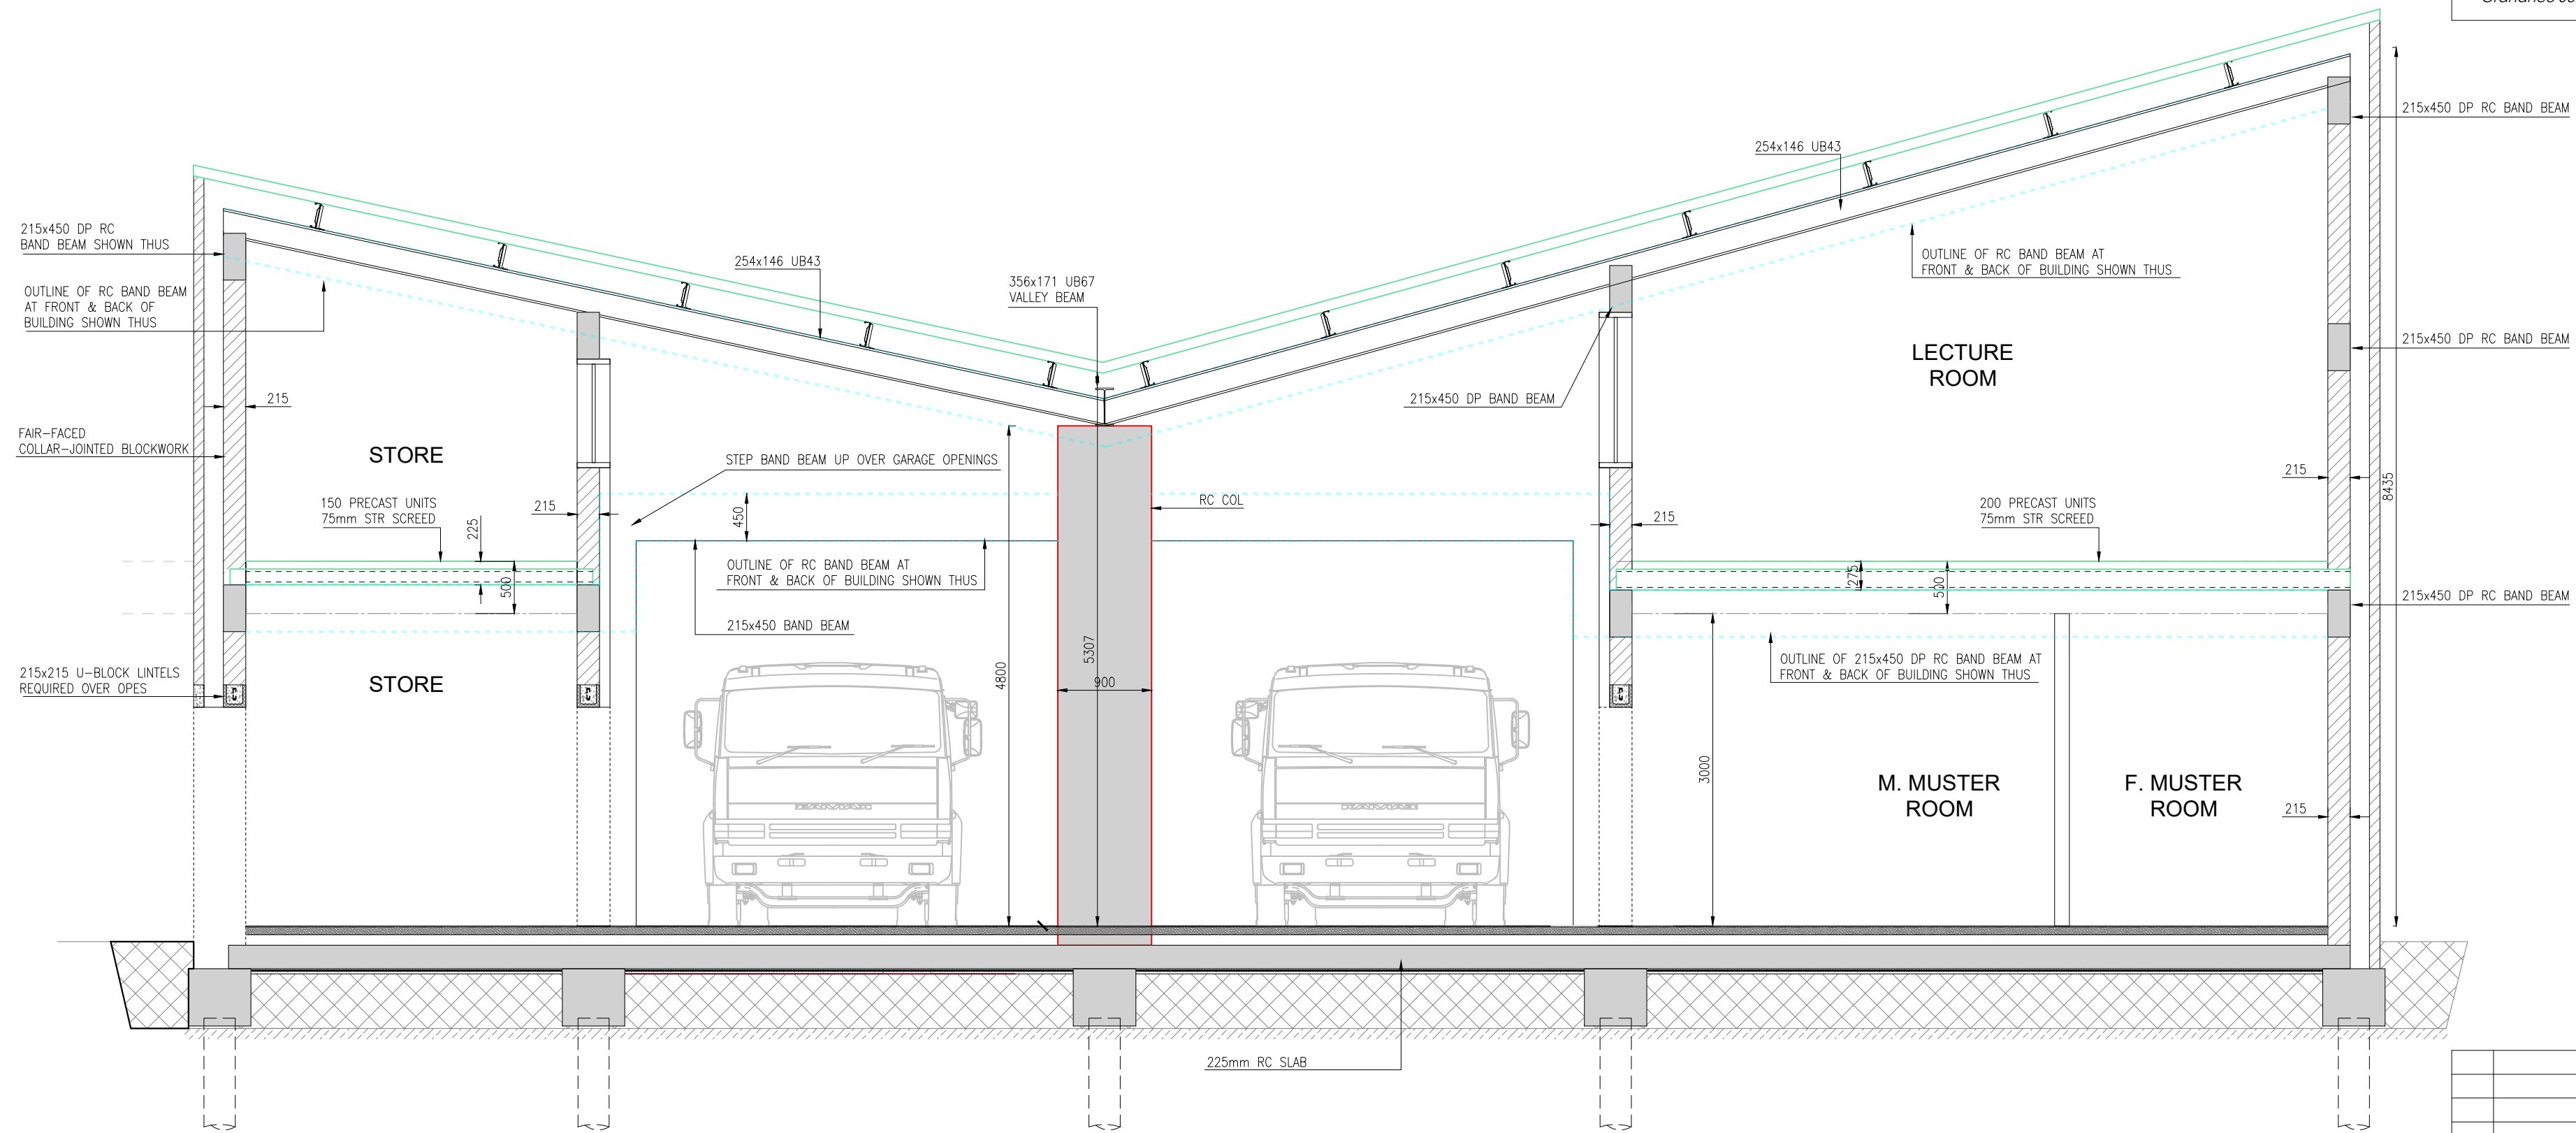 215x450 DP RC
BAND BEAM SHOWN THUS
OUTLINE OF RC BAND BEAM
AT FRONT & BACK OF
BUILDING SHOWN THUS
215
FAIR-FACED
COLLAR-JOINTED BLOCKWORK
STORE
150 PRECAST UNITS
75mm STR SCREED
225
500
215
215x215 U-BLOCK LINTELS
REQUIRED OVER OPES
STORE
254x146 UB43
356x171 UB67
VALLEY BEAM
STEP BAND BEAM UP OVER GARAGE OPENINGS
450
OUTLINE OF RC BAND BEAM AT
FRONT & BACK OF BUILDING SHOWN THUS
215x450 BAND BEAM
4800
5307
900
RC COL
225mm RC SLAB
254x146 UB43
OUTLINE OF RC BAND BEAM AT
FRONT & BACK OF BUILDING SHOWN THUS
215x450 DP BAND BEAM
LECTURE
ROOM
215
215
200 PRECAST UNITS
75mm STR SCREED
275
500
OUTLINE OF 215x450 DP RC BAND BEAM AT
FRONT & BACK OF BUILDING SHOWN THUS
3000
M. MUSTER
ROOM
F. MUSTER
ROOM
215
8435
215x450 DP RC BAND BEAM
215x450 DP RC BAND BEAM
215x450 DP RC BAND BEAM